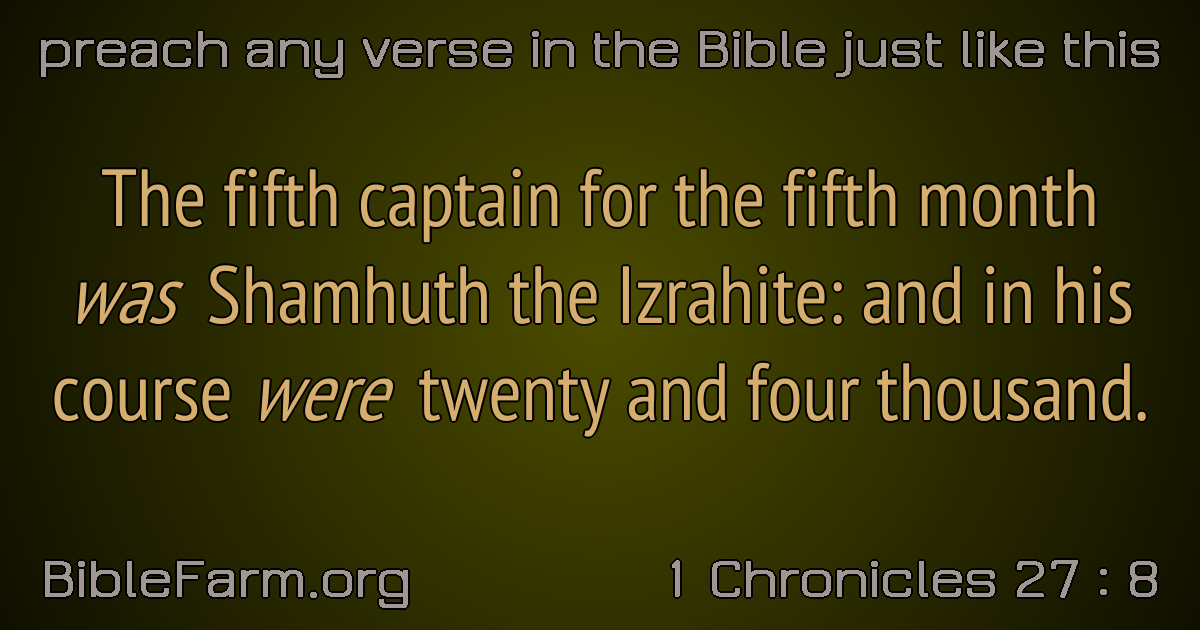 preach any verse in the Bible just like this
The fifth captain for the fifth month
was Shamhuth the Izrahite: and in his
course were twenty and four thousand.
BibleFarm.org
1 Chronicles 27 : 8